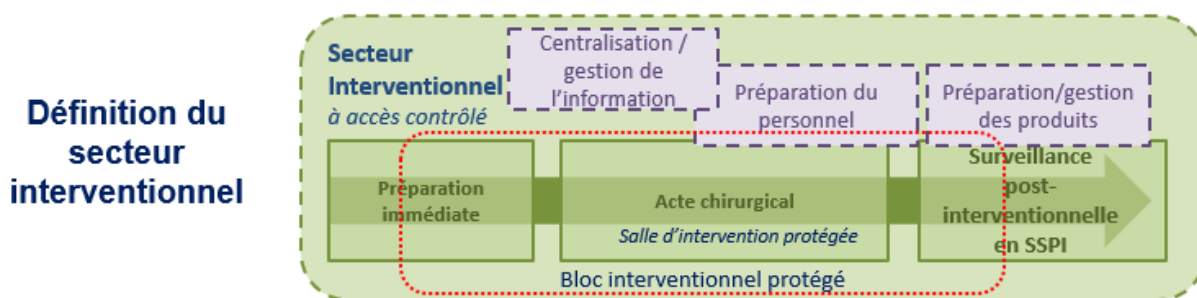 Définition du
secteur
interventionnel
Secteur
Interventionnel
à accès contrôlé
Centralisation /
gestion de
l'information
Préparation du
personnel
Préparation/gestion
des produits
Préparation
immédiate
Acte chirurgical
Salle d'intervention protégée
Surveillance
post-
interventionnelle
en SSPI
Bloc interventionnel protégé